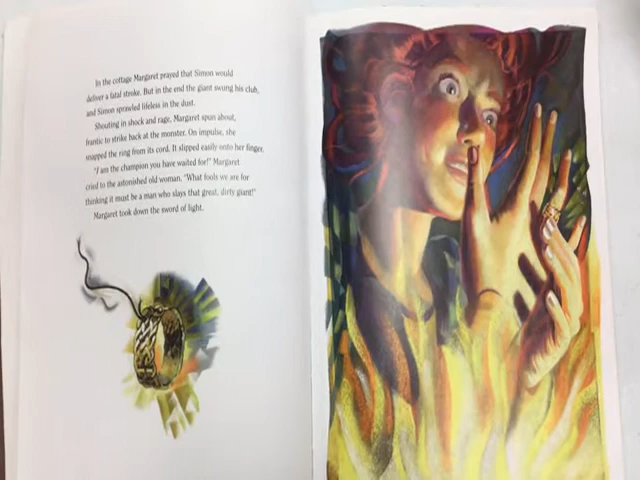 In the cottage Margaret prayed that Simon would
deliver a fatal stroke. But in the end the giant swung his club,
and Simon sprawled lifeless in the dust.
Shouting in shock and rage, Margaret spun about,
frantic to strike back at the monster. On impulse, she
snapped the ring from its cord. It slipped easily onto her finger.
"I am the champion you have waited for!" Margaret
cried to the astonished old woman. "What fools we are for
thinking it must be a man who slays that great, dirty giant!"
Margaret took down the sword of light.